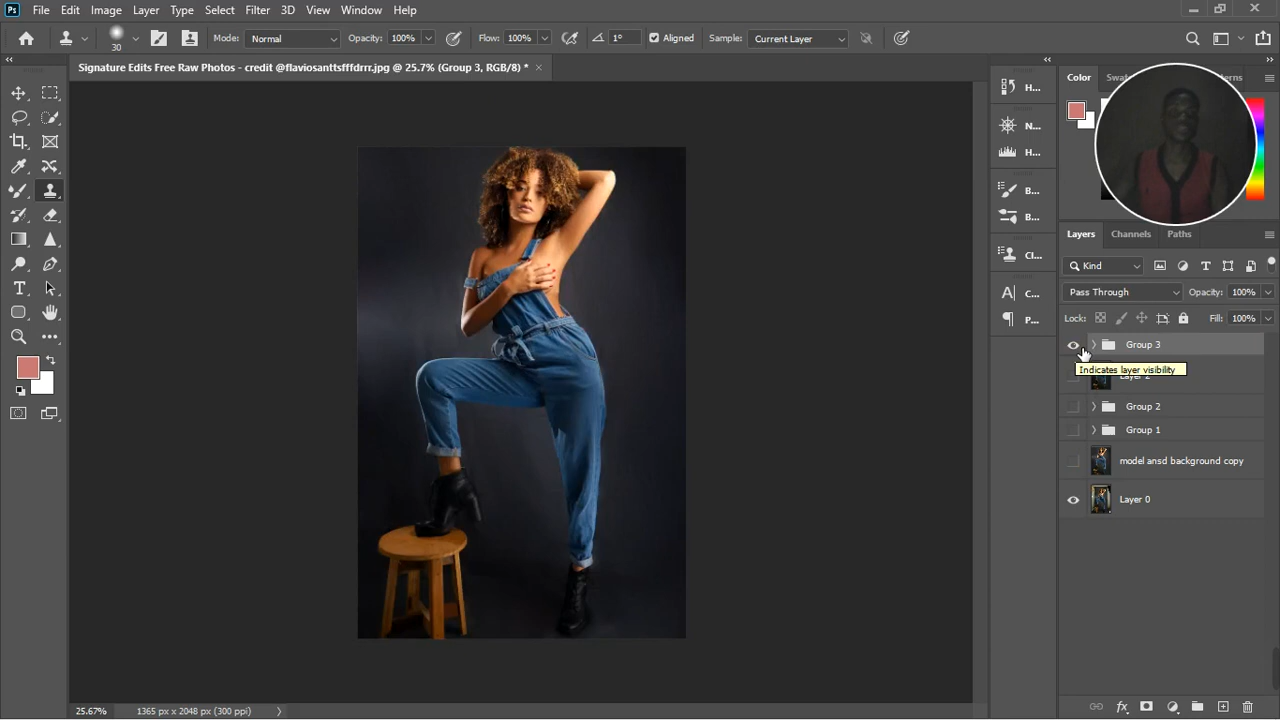 Ps File Edit Image Layer Type Select Filter 3D View Window Help
30 Mode: Normal Opacity: 100% Flow: 100% 1° Aligned Sample: Current Layer
Signature Edits Free Raw Photos - credit @flaviosanttsfffdrrr.jpg @ 25.7% (Group 3, RGB/8) * ×
H...
N...
H...
B...
B...
Cl...
C...
P...
Color
Layers Channels Paths
Kind
Pass Through Opacity: 100%
Lock: Fill: 100%
Group 3
Indicates layer visibility
Group 2
Group 1
model ansd background copy
Layer 0
25.67% 1365 px x 2048 px (300 ppi)